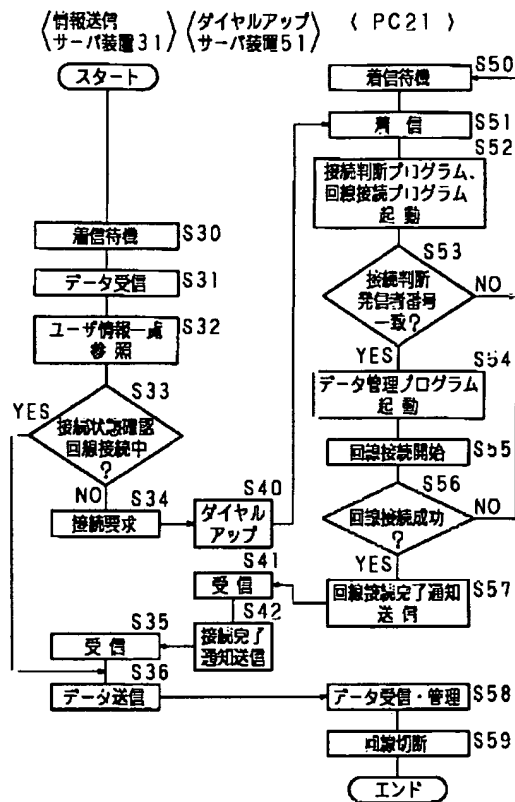 情報送信
サーバ装置31
ダイヤルアップ
サーバ装置51
〈 PC21 〉
スタート
着信待機 S30
データ受信 S31
ユーザ情報一覧
参照
S32
S33
接続状態確認
回線接続中
?
YES
NO
S34
接続要求
S40
ダイヤル
アップ
S41
受信
S42
接続完了
通知送信
S35
受信
S36
データ送信
S50
着信待機
S51
着信
S52
接続判断プログラム、
回線接続プログラム
起動
S53
接続判断
発信者番号
一致?
NO
YES
S54
データ管理プログラム
起動
回線接続開始 S55
S56
回線接続成功
?
NO
YES
回線接続完了通知
送信
S57
データ受信・管理 S58
回線切断 S59
エンド